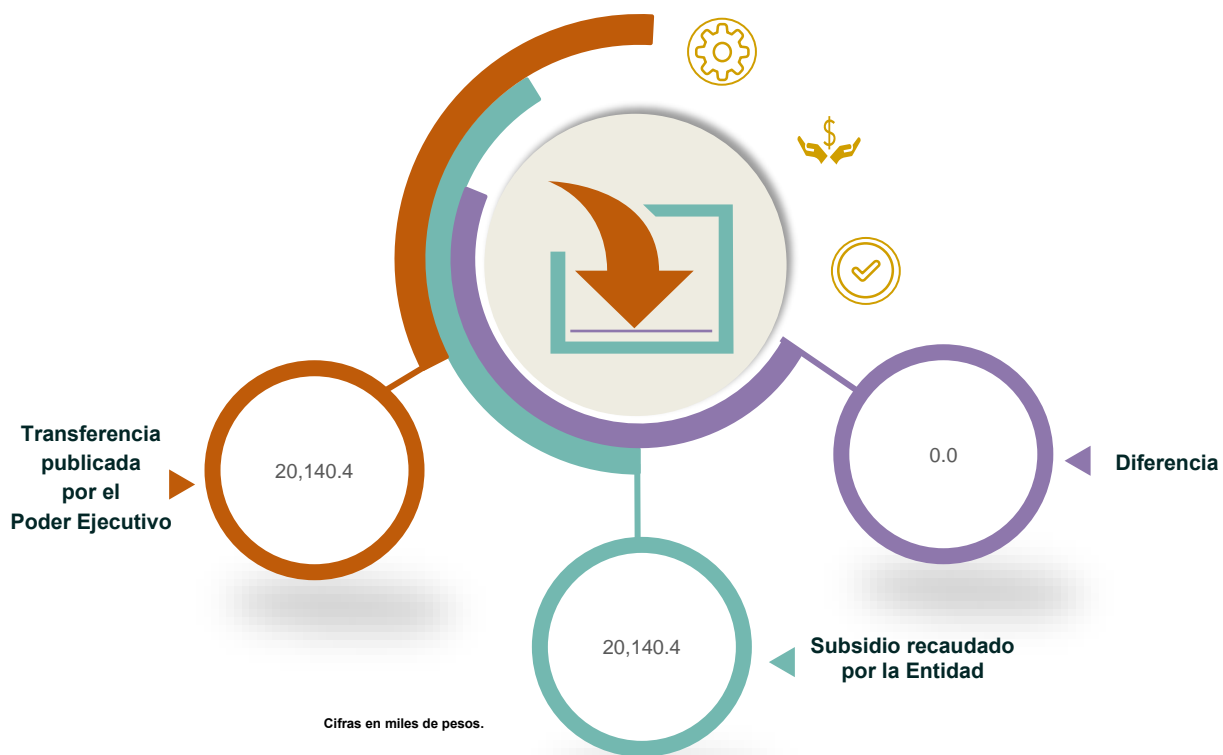 Transferencia
publicada
por el
Poder Ejecutivo
20,140.4
20,140.4
Subsidio recaudado
por la Entidad
0.0
Diferencia
Cifras en miles de pesos.
$